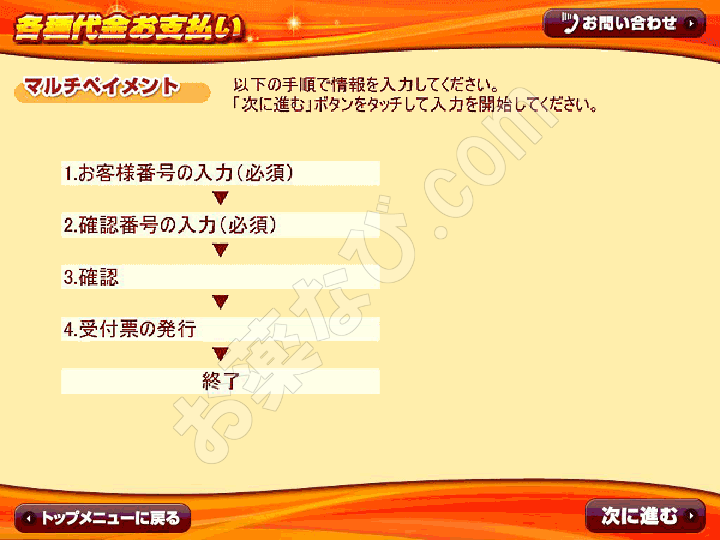 各種代金お支払い
お問い合わせ
マルチペイメント
以下の手順で情報を入力してください。
「次に進む」ボタンをタッチして入力を開始してください。
1.お客様番号の入力(必須)
▼
2.確認番号の入力(必須)
▼
3.確認
▼
4.受付票の発行
▼
終了
お薬なび.com
トップメニューに戻る
次に進む